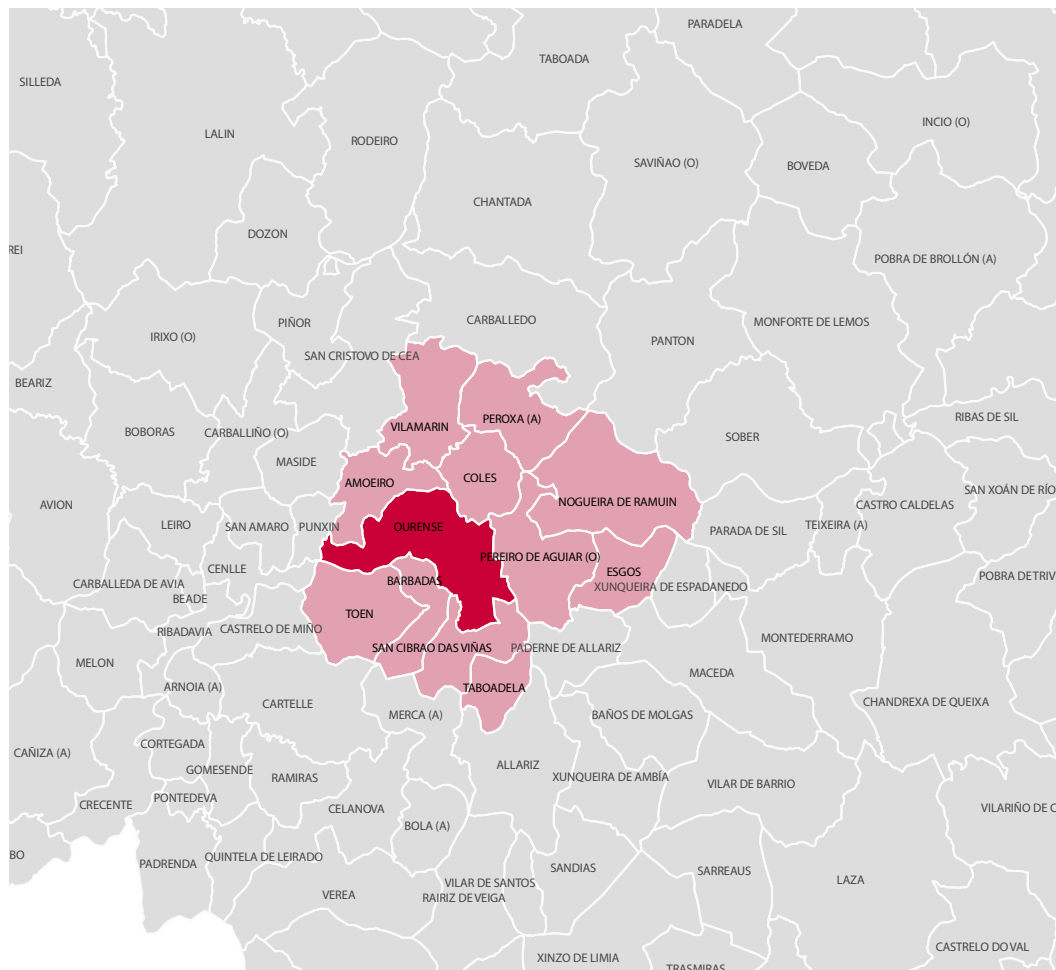 PARADELA
TABOADA
SILLEDA
INCIO (O)
LALIN
RODEIRO
SAVIÑAO (O)
BOVEDA
CHANTADA
DOZON
REI
POBRA DE BROLLÓN (A)
CARBALLEDO
PIÑOR
MONFORTE DE LEMOS
IRIXO (O)
PANTON
SAN CRISTOVO DE CEA
BEARIZ
RIBAS DE SIL
PEROXA (A)
VILAMARIN
BOBORAS
CARBALLIÑO (O)
SOBER
MASIDE
COLES
AMOEIRO
SAN XOÁN DE RÍO
NOGUEIRA DE RAMUIN
AVION
CASTRO CALDELAS
LEIRO
SAN AMARO
PUNXIN
OURENSE
PARADA DE SIL
TEIXEIRA (A)
PEREIRO DE AGUIAR (O)
CENLLE
ESGOS
POBRA DETRIV
CARBALLEDA DE AVIA
BARBADAS
XUNQUEIRA DE ESPADANEDO
BEADE
TOEN
CASTRELO DE MIÑO
RIBADAVIA
MONTEDERRAMO
SAN CIBRAO DAS VIÑAS
PADERNE DE ALLARIZ
MELON
MACEDA
ARNOIA (A)
TABOADELA
CARTELLE
MERCA (A)
BAÑOS DE MOLGAS
CHANDREXA DE QUEIXA
CORTEGADA
CAÑIZA (A)
GOMESENDE
ALLARIZ
RAMIRAS
XUNQUEIRA DE AMBÍA
VILAR DE BARRIO
PONTEDEVA
CRECENTE
CELANOVA
VILARIÑO DE C
BOLA (A)
BO
PADRENDA
QUINTELA DE LEIRADO
SANDIAS
SARREAUS
LAZA
VILAR DE SANTOS
VEREA
RAIRIZ DE VEIGA
CASTRELO DO VAL
XINZO DE LIMIA
TRASMIRAS